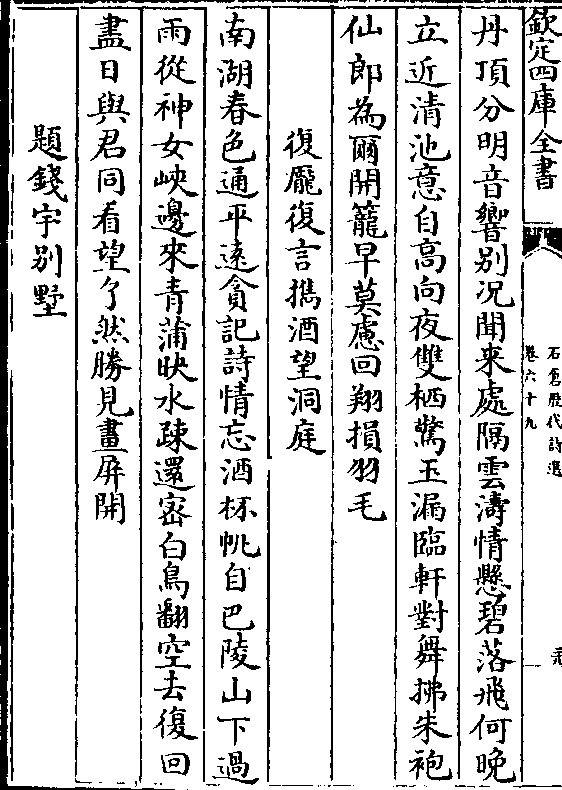 欽定四庫全書
石倉歷代詩選
卷六十九
丹頂分明音響别况聞来處隔雲濤情懸碧落飛何晚
立近清池意自高向夜雙栖驚玉漏臨軒對舞拂朱袍
仙郎為爾開籠早莫慮回翔損羽毛
復龎復言擕酒望洞庭
南湖春色通平遠貪記詩情忘酒杯帆自巴陵山下過
雨從神女峽邊來青蒲映水疎還密白鳥翻空去復回
盡日與君同看望了然勝見畫屏開
題錢宇别墅